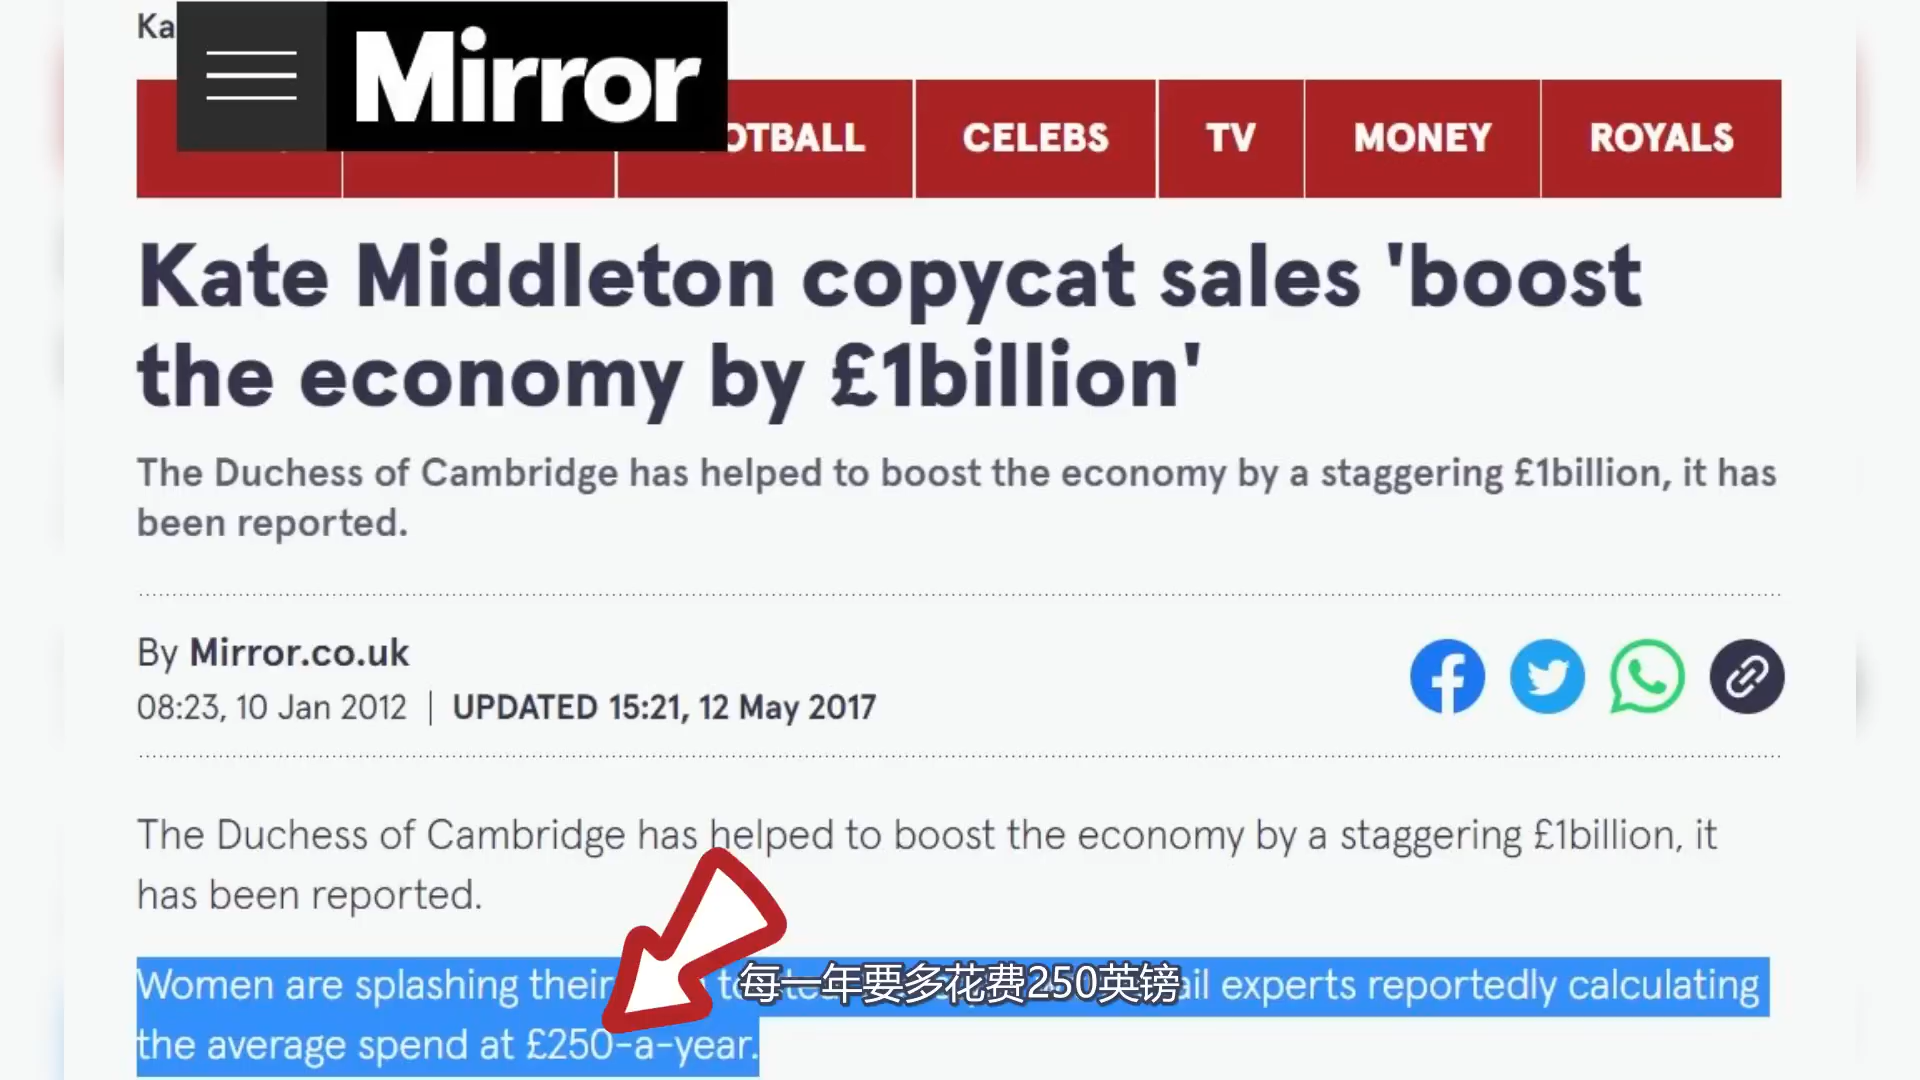 Ka
Mirror
OTBALL CELEBS TV MONEY ROYALS
Kate Middleton copycat sales 'boost
the economy by £1billion'
The Duchess of Cambridge has helped to boost the economy by a staggering £1billion, it has
been reported.
By Mirror.co.uk
08:23, 10 Jan 2012 | UPDATED 15:21, 12 May 2017
The Duchess of Cambridge has helped to boost the economy by a staggering £1billion, it
has been reported.
Women are splashing their experts reportedly calculating
每一年要多花费250英镑
the average spend at £250-a-year.